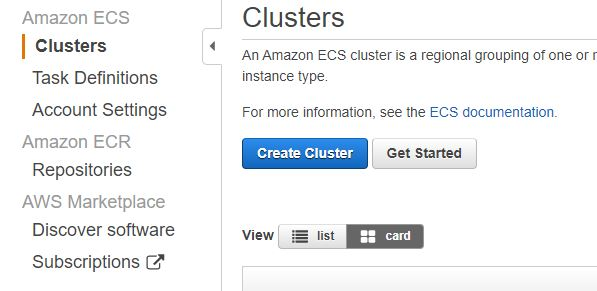 Amazon ECS
Clusters
Task Definitions
Account Settings
Amazon ECR
Repositories
AWS Marketplace
Discover software
Subscriptions
Clusters
An Amazon ECS cluster is a regional grouping of one or
instance type.
For more information, see the ECS documentation.
Create Cluster Get Started
View list card